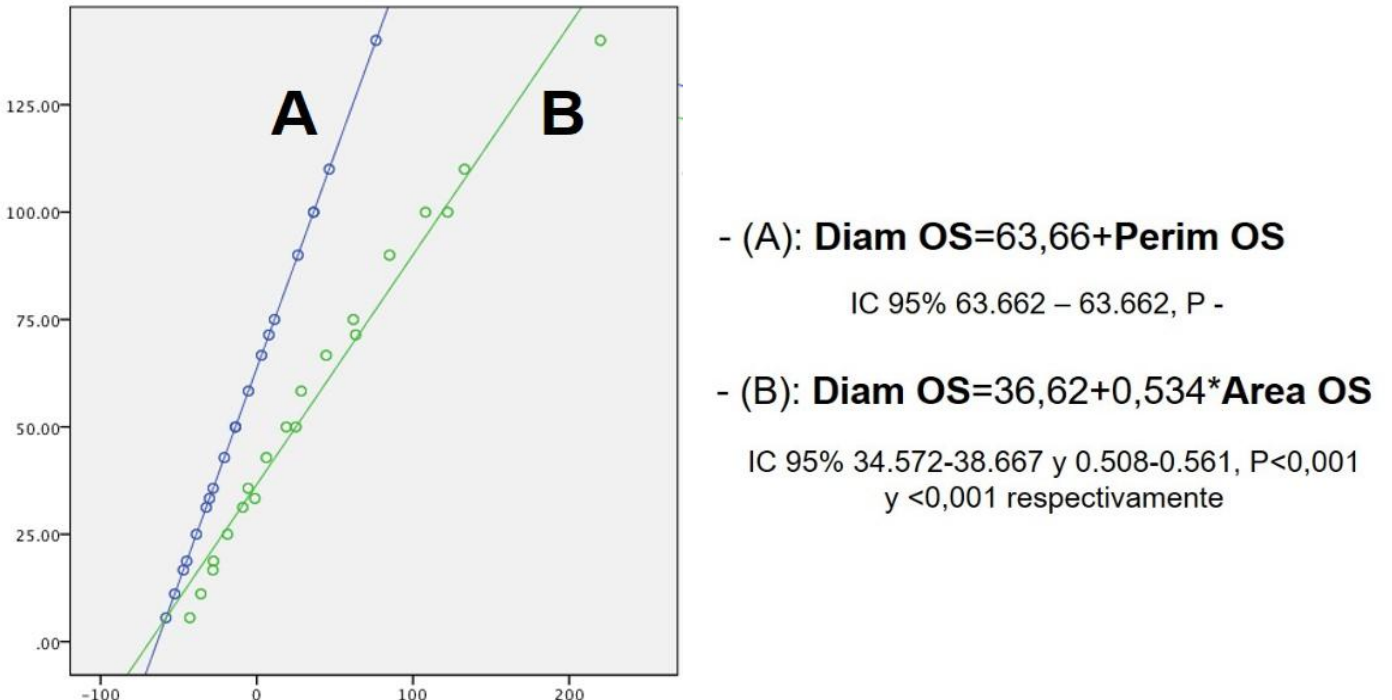 125.00
100.00
75.00
50.00
25.00
.00
-100
0
100
200
A
B
- (A): Diam OS=63,66+Perim OS
IC 95% 63.662 – 63.662, P -
- (B): Diam OS=36,62+0,534*Area OS
IC 95% 34.572-38.667 y 0.508-0.561, P<0,001
y <0,001 respectivamente